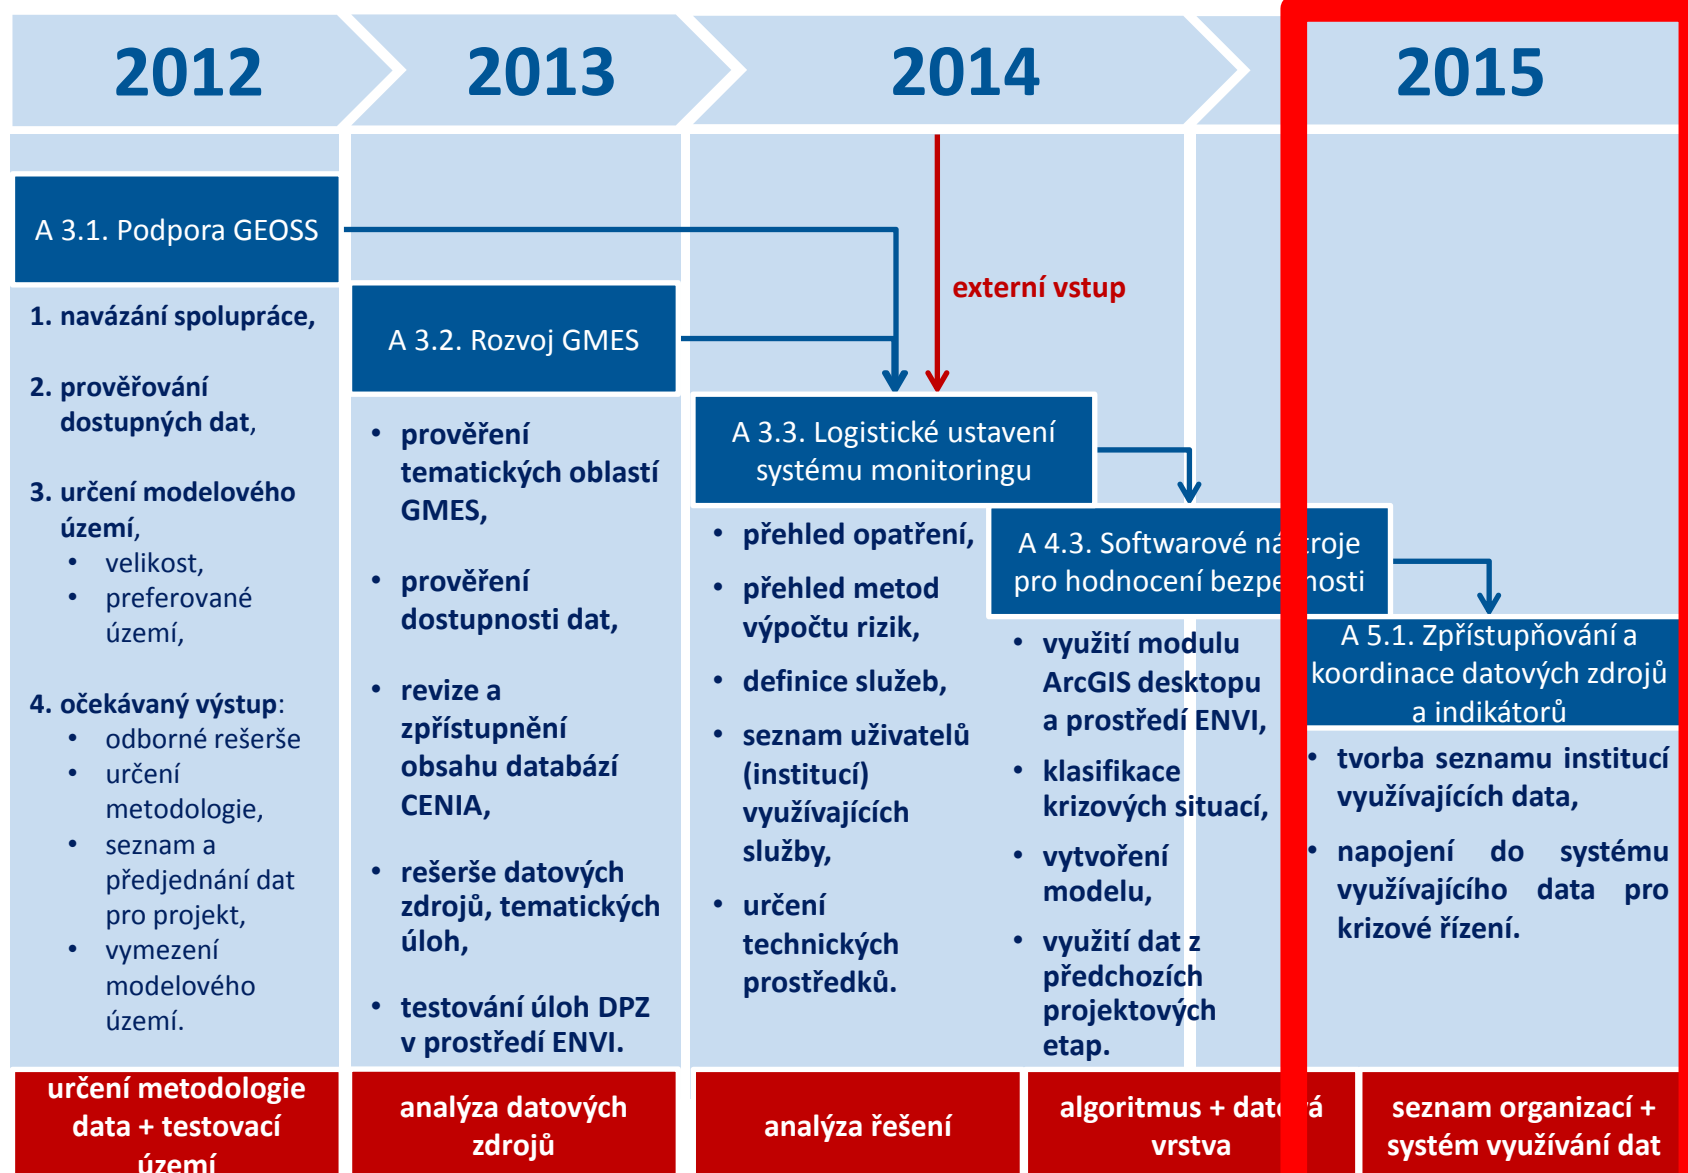 2012
2013
2014
2015
A 3.1. Podpora GEOSS
1. navázání spolupráce,
2. prověřování
dostupných dat,
3. určení modelového
území,
• velikost,
• preferované
území,
4. očekávaný výstup:
• odborné rešerše
• určení
metodologie,
• seznam a
předjednání dat
pro projekt,
• vymezení
modelového
území.
určení metodologie
data + testovací
území
A 3.2. Rozvoj GMES
• prověření
tematických oblastí
GMES,
• prověření
dostupnosti dat,
• revize a
zpřístupnění
obsahu databází
CENIA,
• rešerše datových
zdrojů, tematických
úloh,
• testování úloh DPZ
v prostředí ENVI.
analýza datových
zdrojů
externí vstup
A 3.3. Logistické ustavení
systému monitoringu
• přehled opatření,
• přehled metod
výpočtu rizik,
• definice služeb,
• seznam uživatelů
(institucí)
využívajících
služby,
• určení
technických
prostředků.
analýza řešení
A 4.3. Softwarové nástroje
pro hodnocení bezpečnosti
• využití modulu
ArcGIS desktopu
a prostředí ENVI,
• klasifikace
krizových situací,
• vytvoření
modelu,
• využití dat z
předchozích
projektových
etap.
algoritmus + datová
vrstva
A 5.1. Zpřístupňování a
koordinace datových zdrojů
a indikátorů
• tvorba seznamu institucí
využívajících data,
• napojení do systému
využívajícího data pro
krizové řízení.
seznam organizací +
systém využívání dat